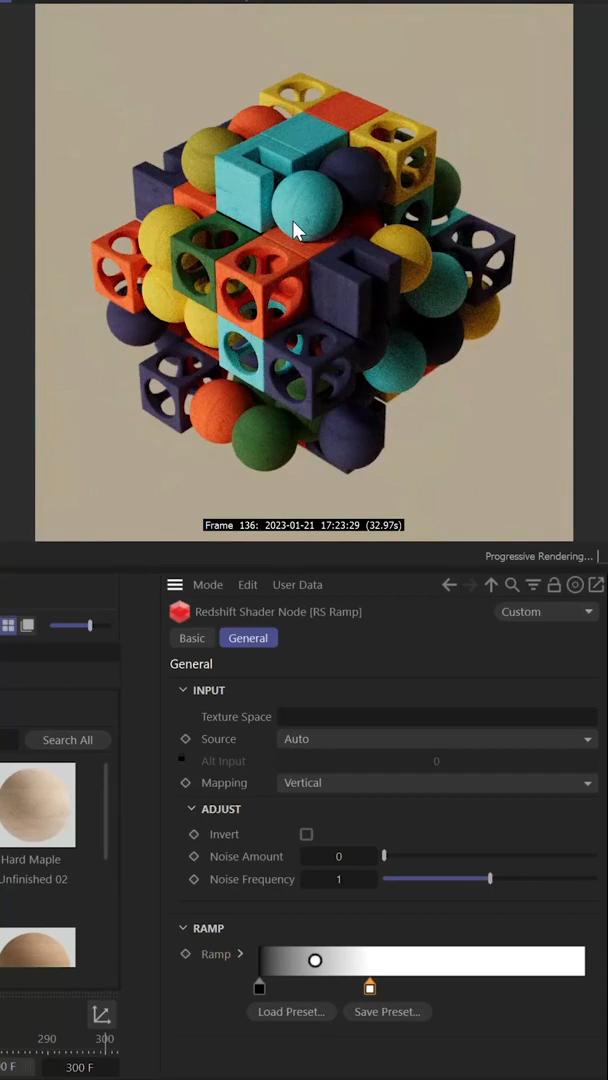 Frame 136: 2023-01-21 17:23:29 (32.97s)
Progressive Rendering...
Mode Edit User Data
Redshift Shader Node [RS Ramp] Custom
Basic General
General
INPUT
Texture Space
Source Auto
Alt Input 0
Mapping Vertical
ADJUST
Invert
Noise Amount 0
Noise Frequency 1
RAMP
Ramp
Load Preset... Save Preset...
Search All
Hard Maple
Unfinished 02
290 300
0 F 300 F